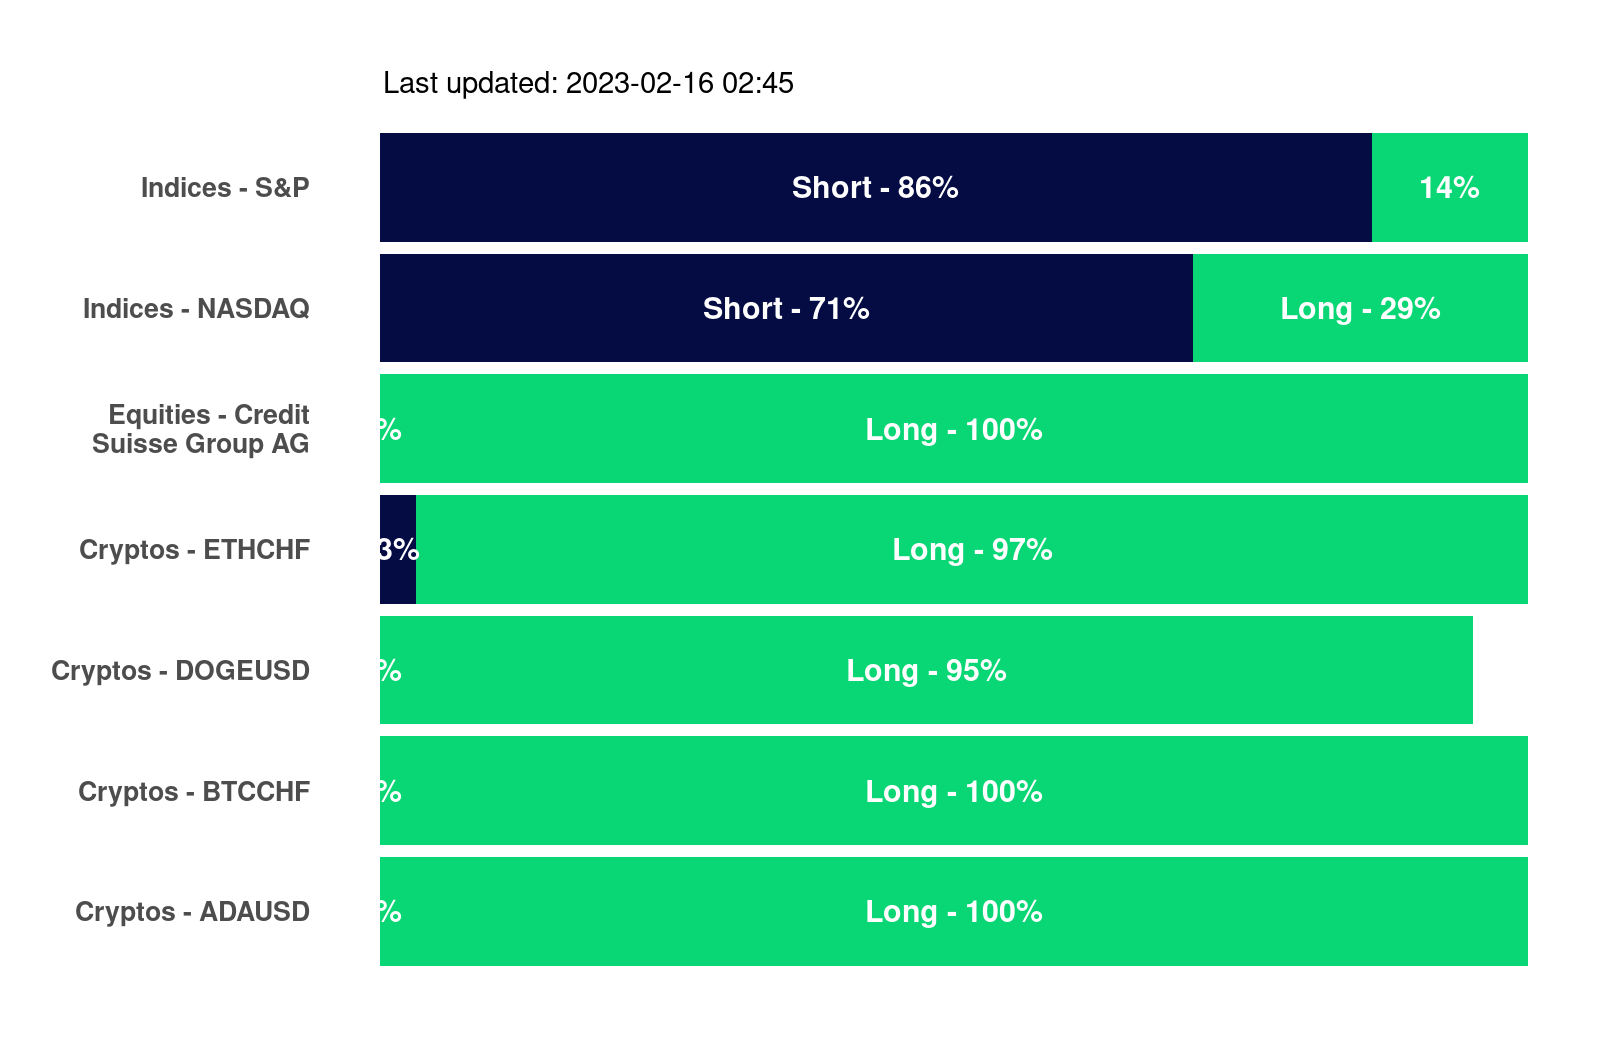 Last updated: 2023-02-16 02:45
Indices - S&P
Short - 86%
14%
Indices - NASDAQ
Short - 71%
Long - 29%
Equities - Credit
Suisse Group AG
%
Long - 100%
Cryptos - ETHCHF
3%
Long - 97%
Cryptos - DOGEUSD
%
Long - 95%
Cryptos - BTCCHF
%
Long - 100%
Cryptos - ADAUSD
%
Long - 100%